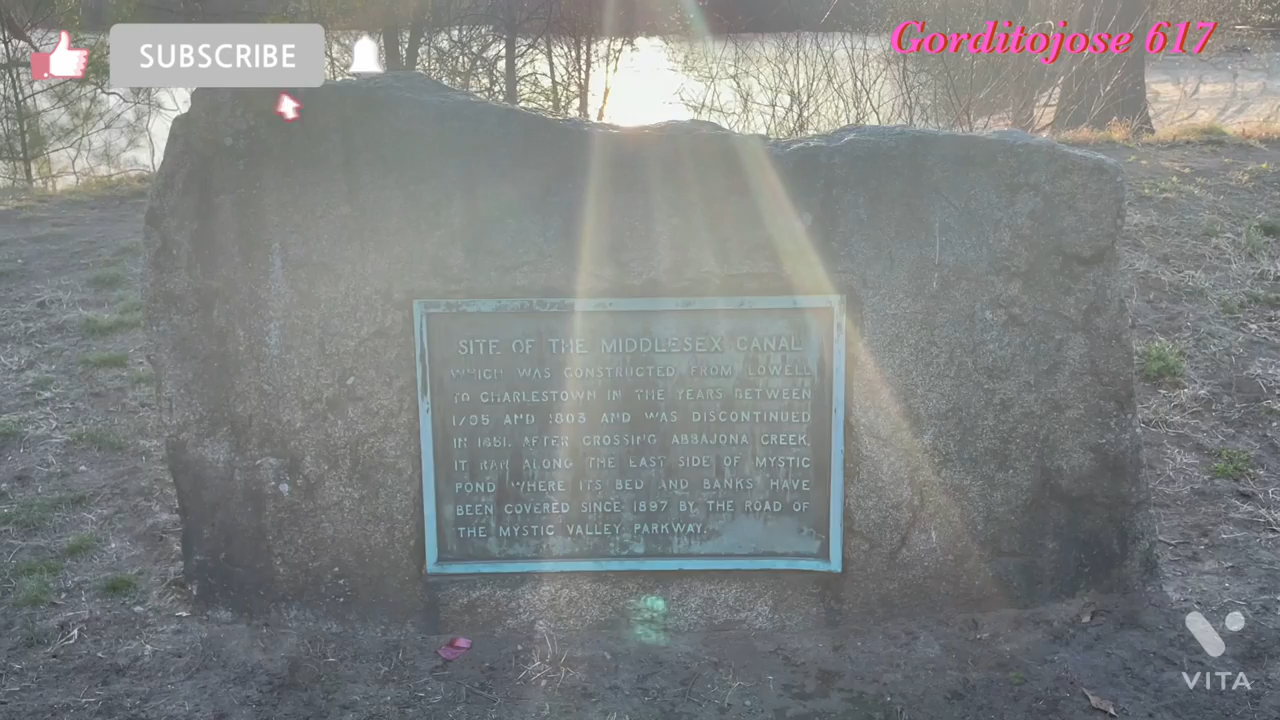 SUBSCRIBE
Gorditojose 617
SITE OF THE MIDDLESEX CANAL
WHICH WAS CONSTRUCTED FROM LOWELL
TO CHARLESTOWN IN THE YEARS BETWEEN
1795 AND 1803 AND WAS DISCONTINUED
IN 1851. AFTER CROSSING ABBAJONA CREEK,
IT RAN ALONG THE EAST SIDE OF MYSTIC
POND WHERE ITS BED AND BANKS HAVE
BEEN COVERED SINCE 1897 BY THE ROAD OF
THE MYSTIC VALLEY PARKWAY.
VITA